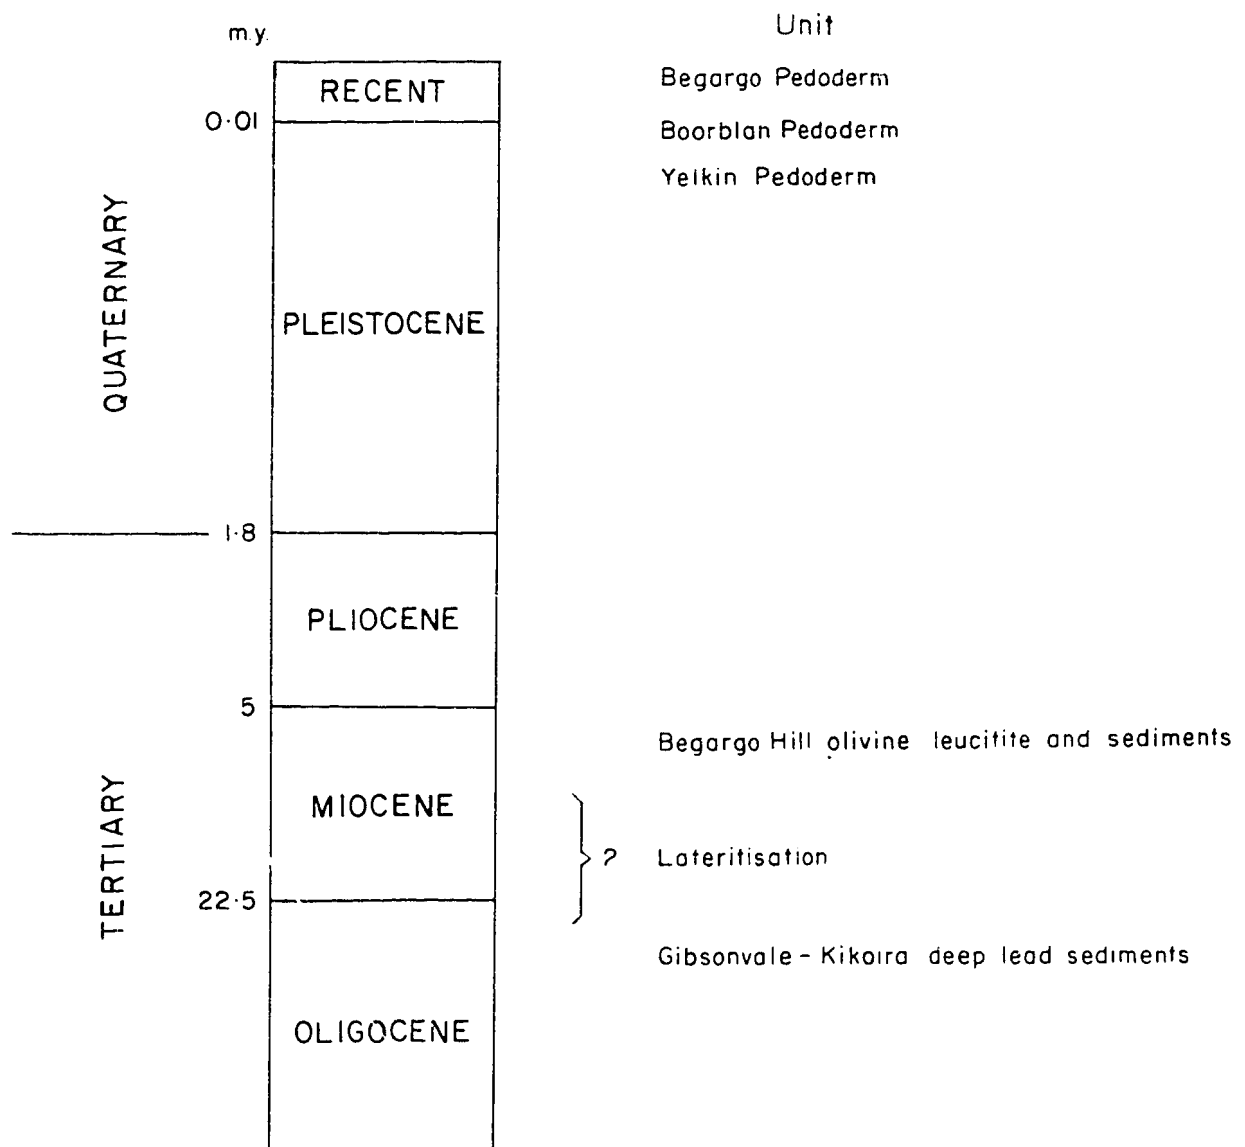 m.y. Unit
RECENT Begargo Pedoderm
0·01 Boorblan Pedoderm
Yelkin Pedoderm
QUATERNARY
PLEISTOCENE
1·8
PLIOCENE
5
Begargo Hill olivine leucitite and sediments
TERTIARY
MIOCENE
? Lateritisation
22·5
Gibsonvale - Kikoira deep lead sediments
OLIGOCENE